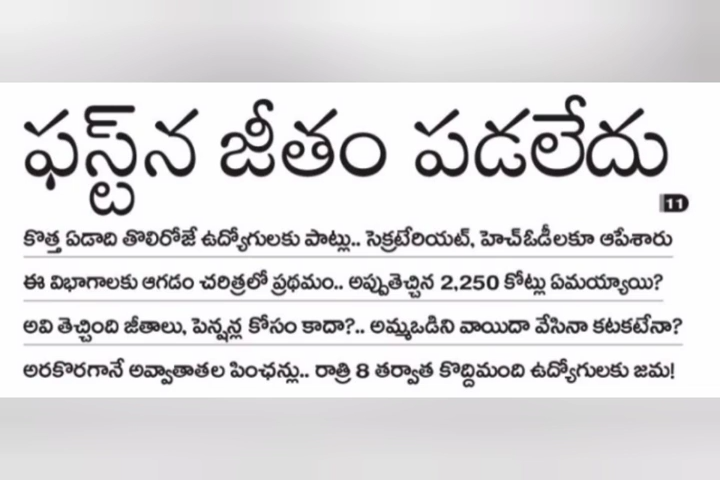 ఫస్ట్‌న జీతం పడలేదు
11
కొత్త ఏడాది తొలిరోజే ఉద్యోగులకు పాట్లు.. సెక్రటేరియట్, హెచ్ఓడీలకూ ఆపేశారు
ఈ విభాగాలకు ఆగడం చరిత్రలో ప్రథమం.. అప్పుతెచ్చిన 2,250 కోట్లు ఏమయ్యాయి?
అవి తెచ్చింది జీతాలు, పెన్షన్ల కోసం కాదా?.. అమ్మఒడిని వాయిదా వేసినా కటకటేనా?
అరకొరగానే అవ్వాతాతల పింఛన్లు.. రాత్రి 8 తర్వాత కొద్దిమంది ఉద్యోగులకు జమ!